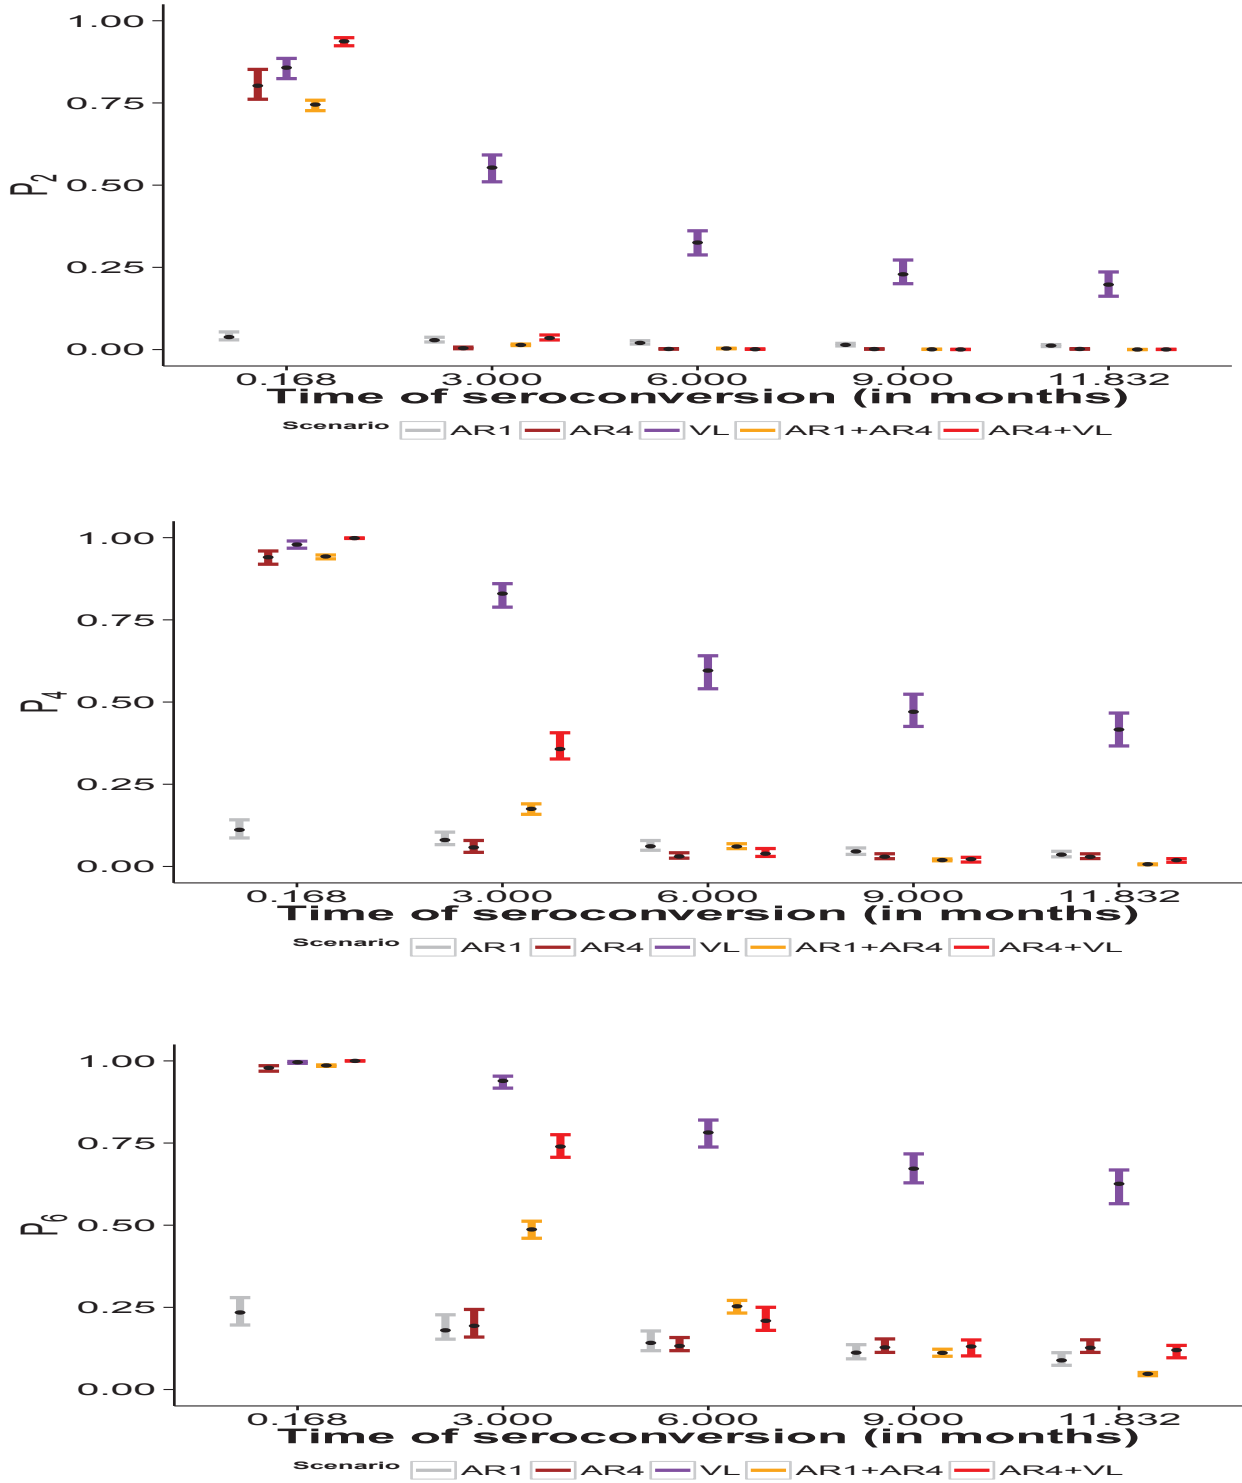 1.00
0.75
P2 0.50
0.25
0.00
0.168 3.000 6.000 9.000 11.832
Time of seroconversion (in months)
Scenario AR1 AR4 VL AR1+AR4 AR4+VL
1.00
0.75
P4 0.50
0.25
0.00
0.168 3.000 6.000 9.000 11.832
Time of seroconversion (in months)
Scenario AR1 AR4 VL AR1+AR4 AR4+VL
1.00
0.75
P6 0.50
0.25
0.00
0.168 3.000 6.000 9.000 11.832
Time of seroconversion (in months)
Scenario AR1 AR4 VL AR1+AR4 AR4+VL